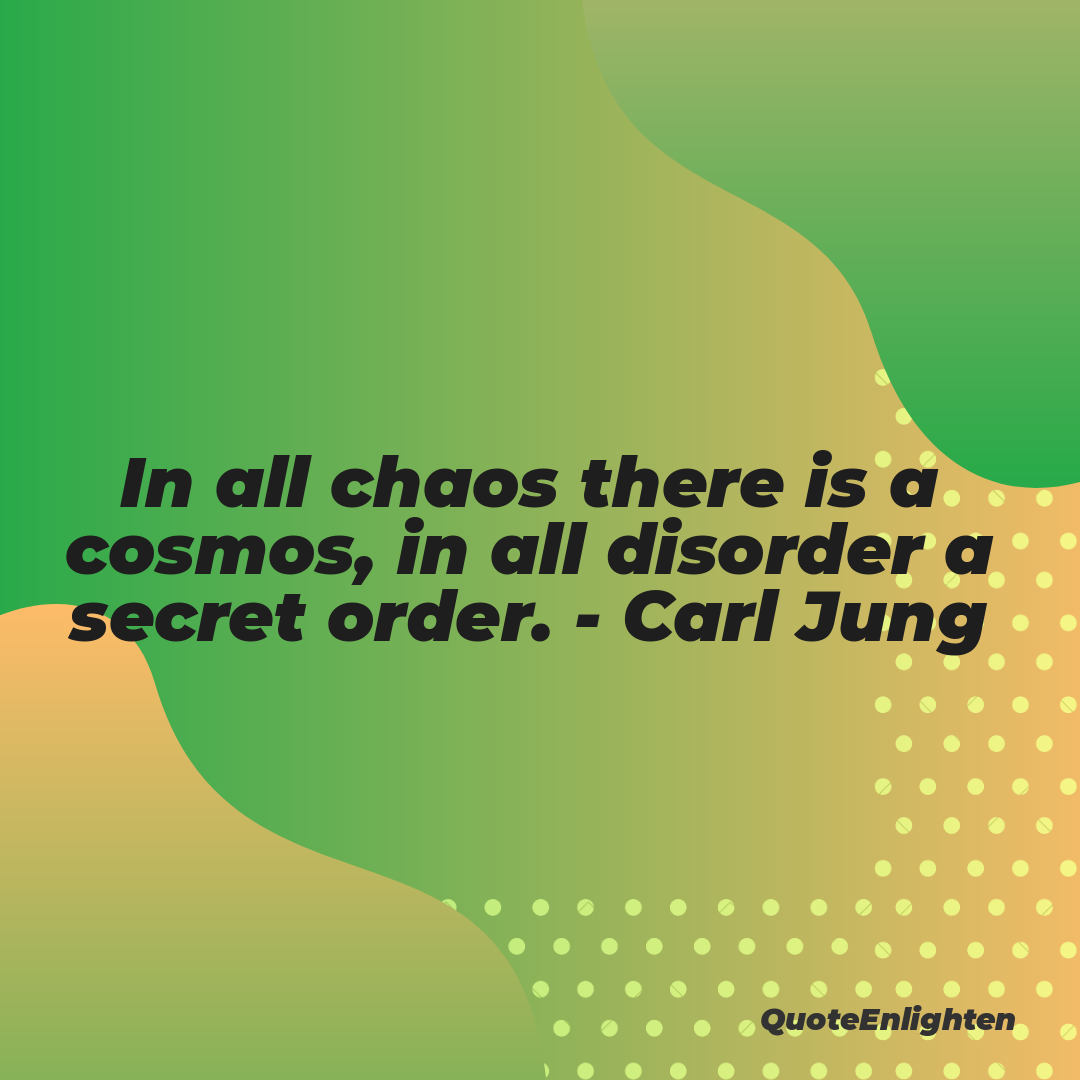 In all chaos there is a
cosmos, in all disorder a
secret order. - Carl Jung
QuoteEnlighten